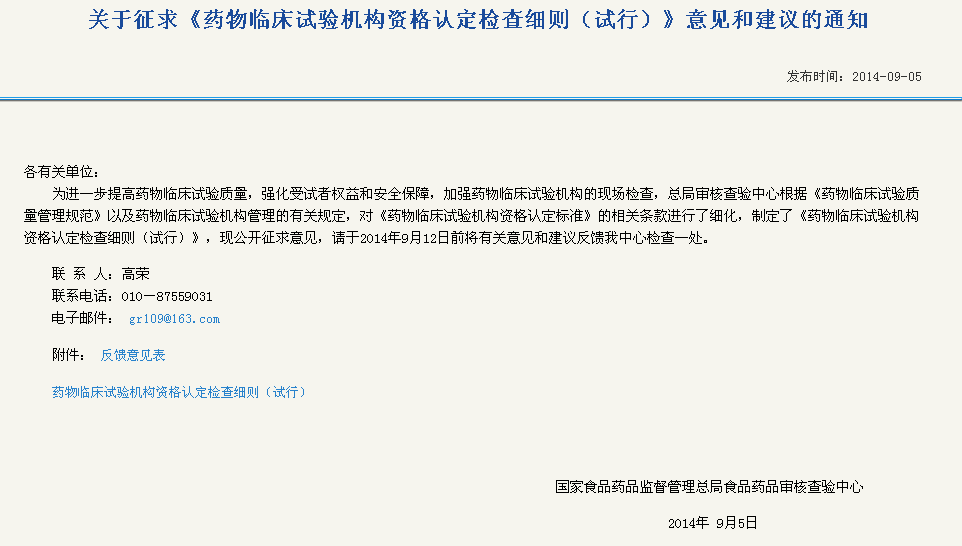 关于征求《药物临床试验机构资格认定检查细则（试行）》意见和建议的通知
发布时间：2014-09-05
各有关单位：
为进一步提高药物临床试验质量，强化受试者权益和安全保障，加强药物临床试验机构的现场检查，总局审核查验中心根据《药物临床试验质
量管理规范》以及药物临床试验机构管理的有关规定，对《药物临床试验机构资格认定标准》的相关条款进行了细化，制定了《药物临床试验机构
资格认定检查细则（试行）》，现公开征求意见，请于2014年9月12日前将有关意见和建议反馈我中心检查一处。
联 系 人：高荣
联系电话：010—87559031
电子邮件： gr109@163.com
附件： 反馈意见表
药物临床试验机构资格认定检查细则（试行）
国家食品药品监督管理总局食品药品审核查验中心
2014年 9月5日